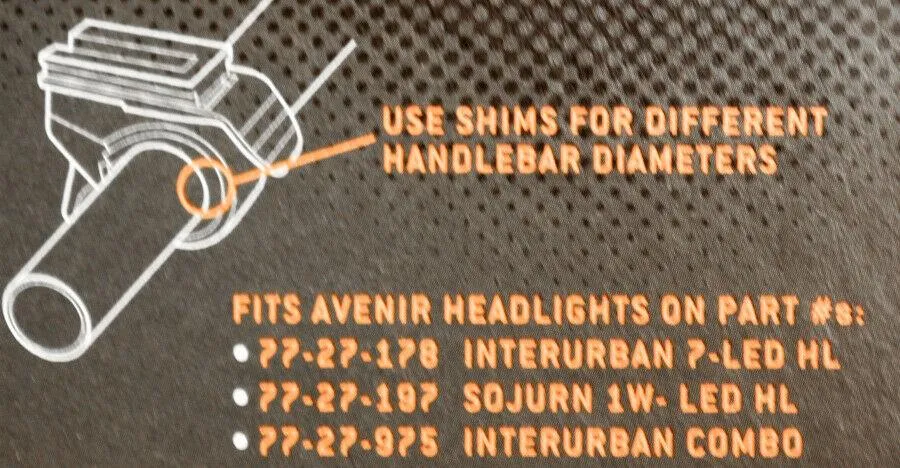 USE SHIMS FOR DIFFERENT
HANDLEBAR DIAMETERS
FITS AVENIR HEADLIGHTS ON PART #s:
• 77-27-178 INTERURBAN 7-LED HL
• 77-27-197 SOJURN 1W- LED HL
• 77-27-975 INTERURBAN COMBO